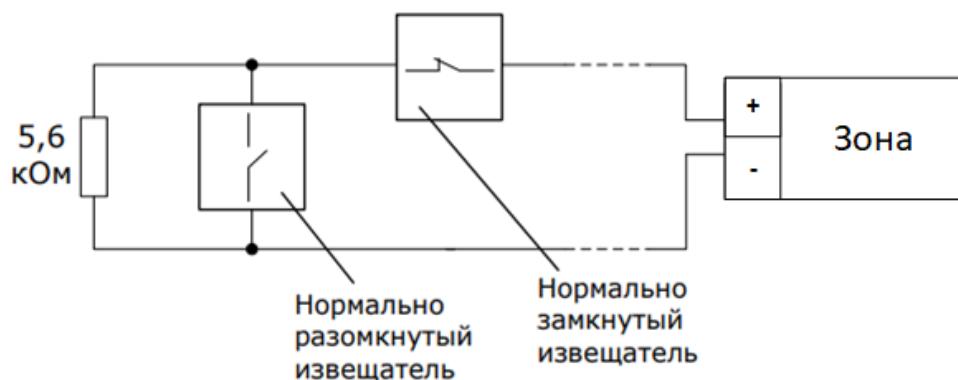 5,6
кОм
+
-
Зона
Нормально
разомкнутый
извещатель
Нормально
замкнутый
извещатель